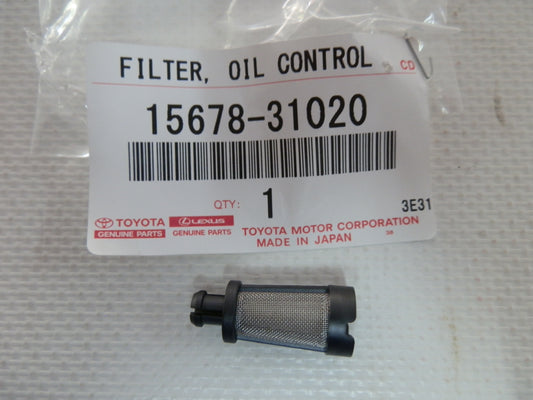 FILTER, OIL CONTROL
CD
15678-31020
QTY: 1
3E31
TOYOTA LEXUS
GENUINE PARTS GENUINE PARTS
TOYOTA MOTOR CORPORATION
MADE IN JAPAN 38